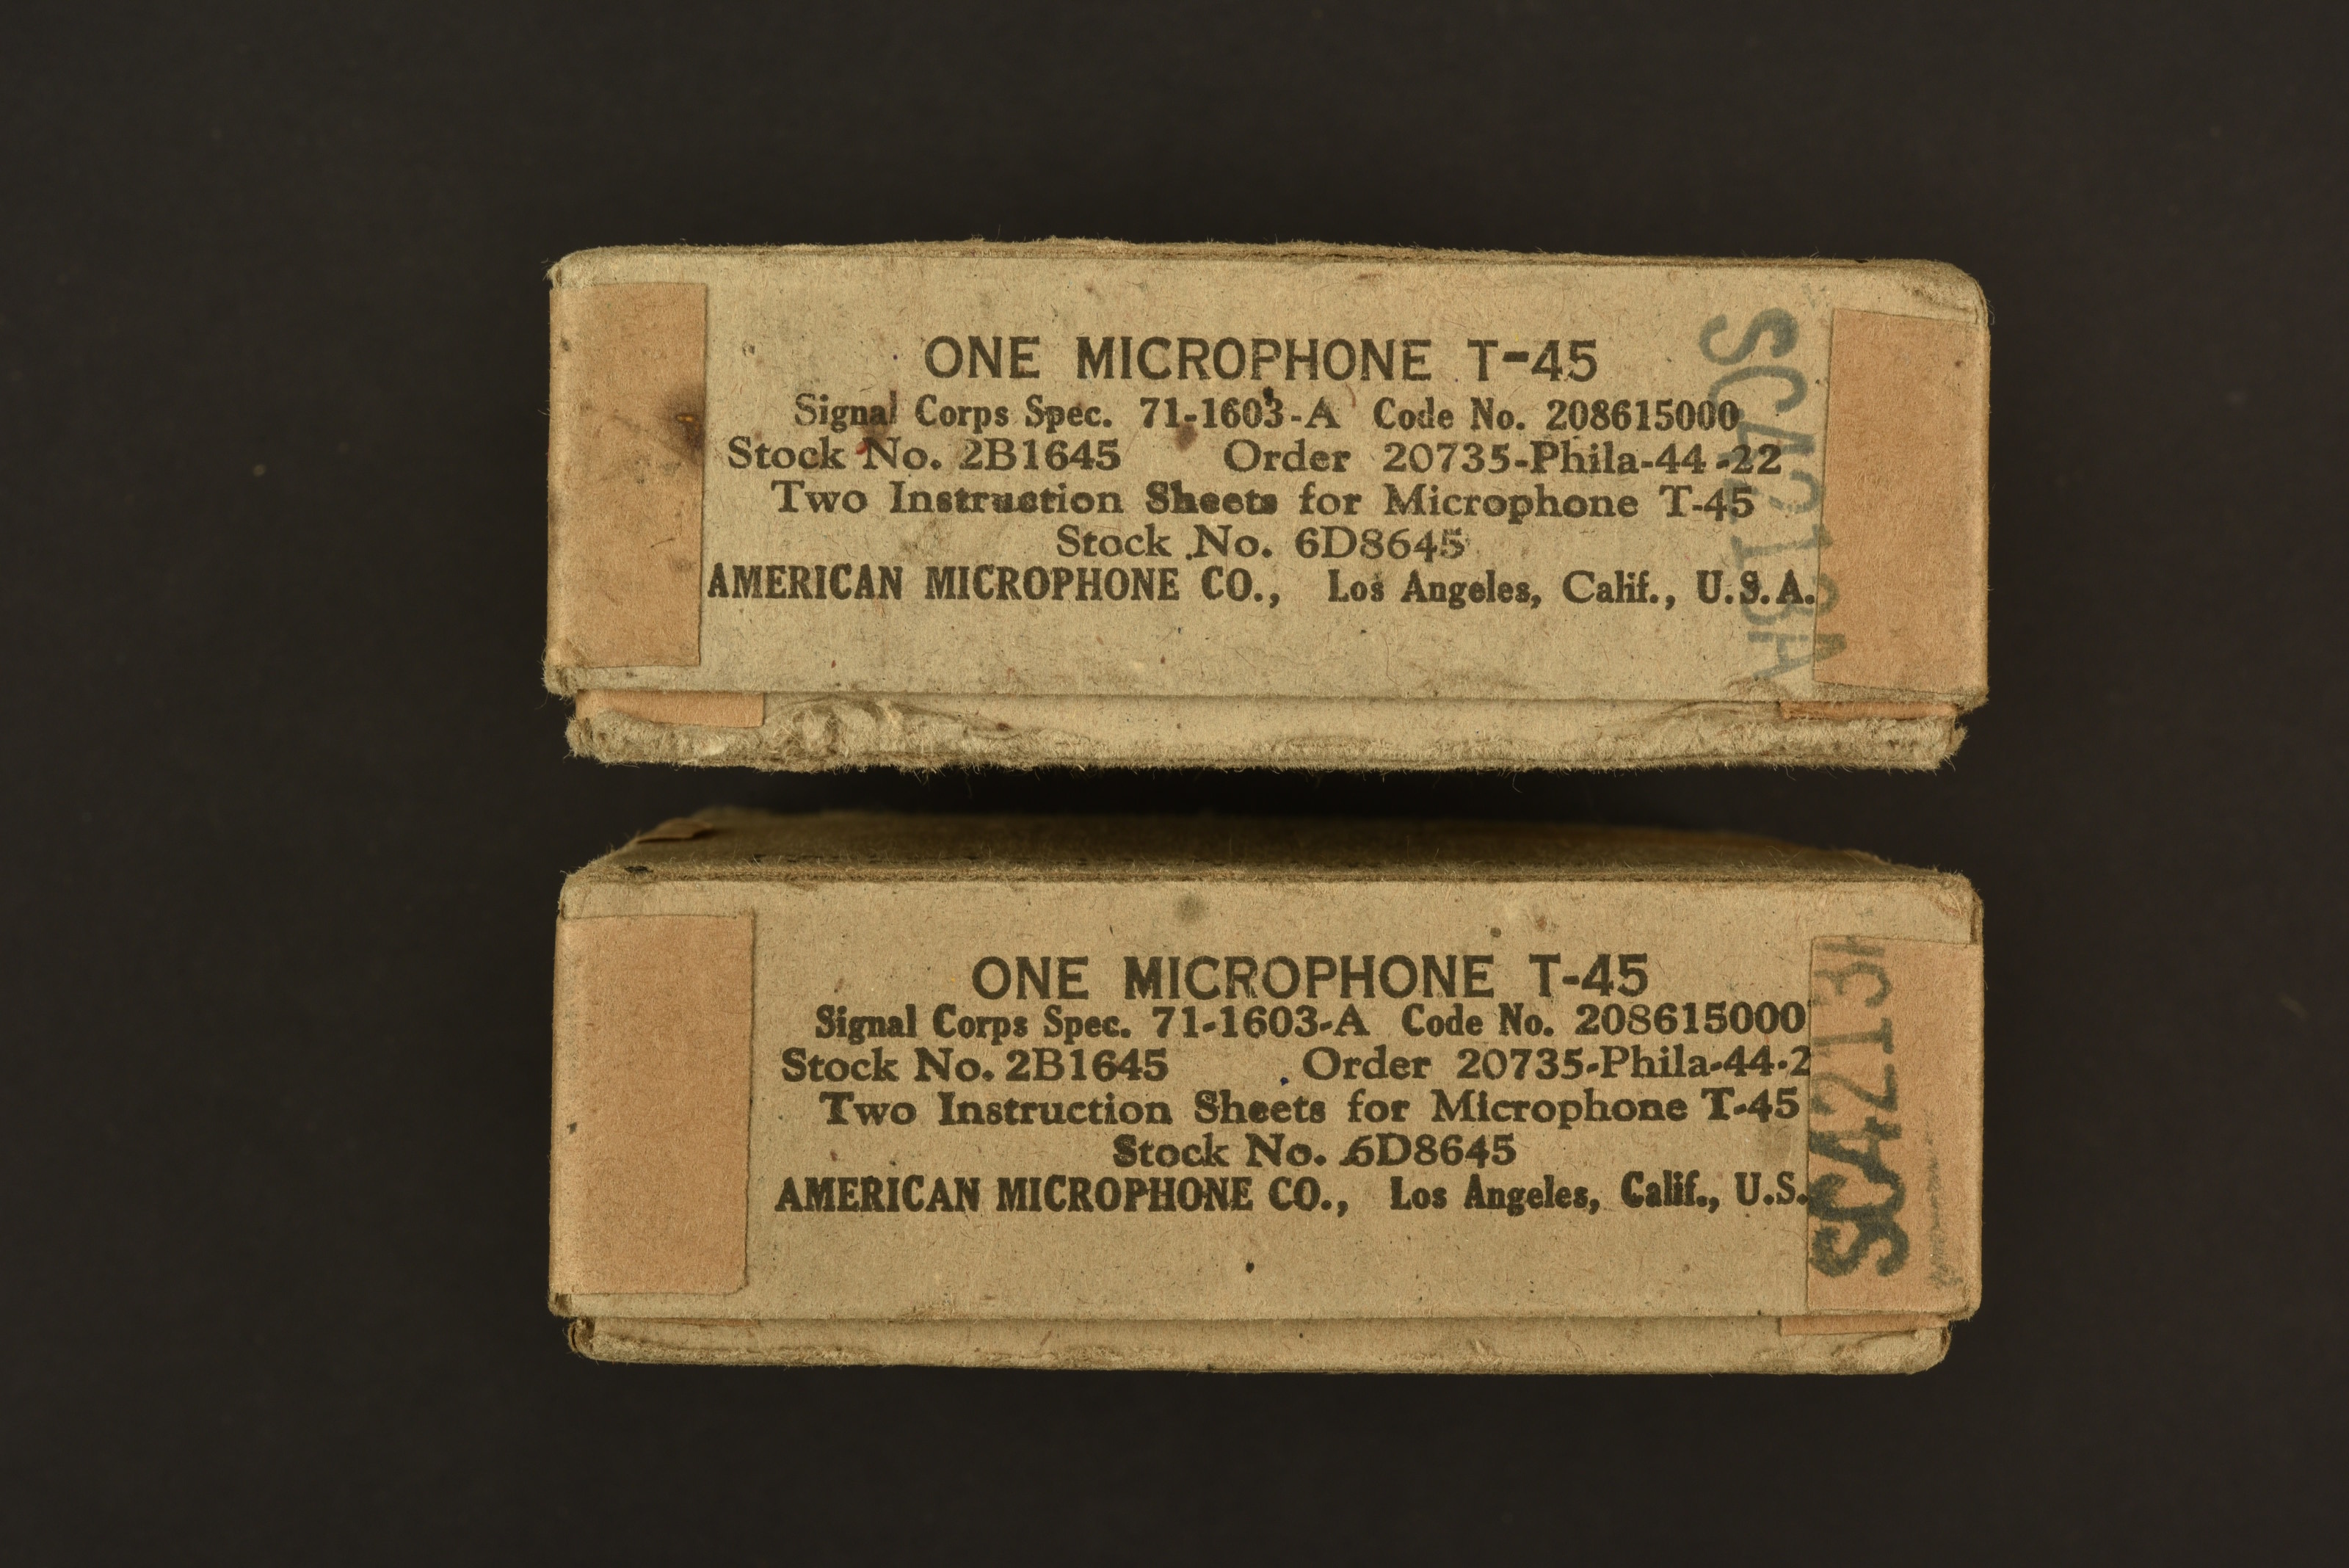 ONE MICROPHONE T-45
Signal Corps Spec. 71-1603-A Code No. 208615000
Stock No. 2B1645 Order 20735-Phila-44-22
Two Instruction Sheets for Microphone T-45
Stock No. 6D8645
AMERICAN MICROPHONE CO., Los Angeles, Calif., U.S.A.
SC4213A
ONE MICROPHONE T-45
Signal Corps Spec. 71-1603-A Code No. 208615000
Stock No. 2B1645 Order 20735-Phila-44-2
Two Instruction Sheets for Microphone T-45
Stock No. 6D8645
AMERICAN MICROPHONE CO., Los Angeles, Calif., U.S.
SC4213A